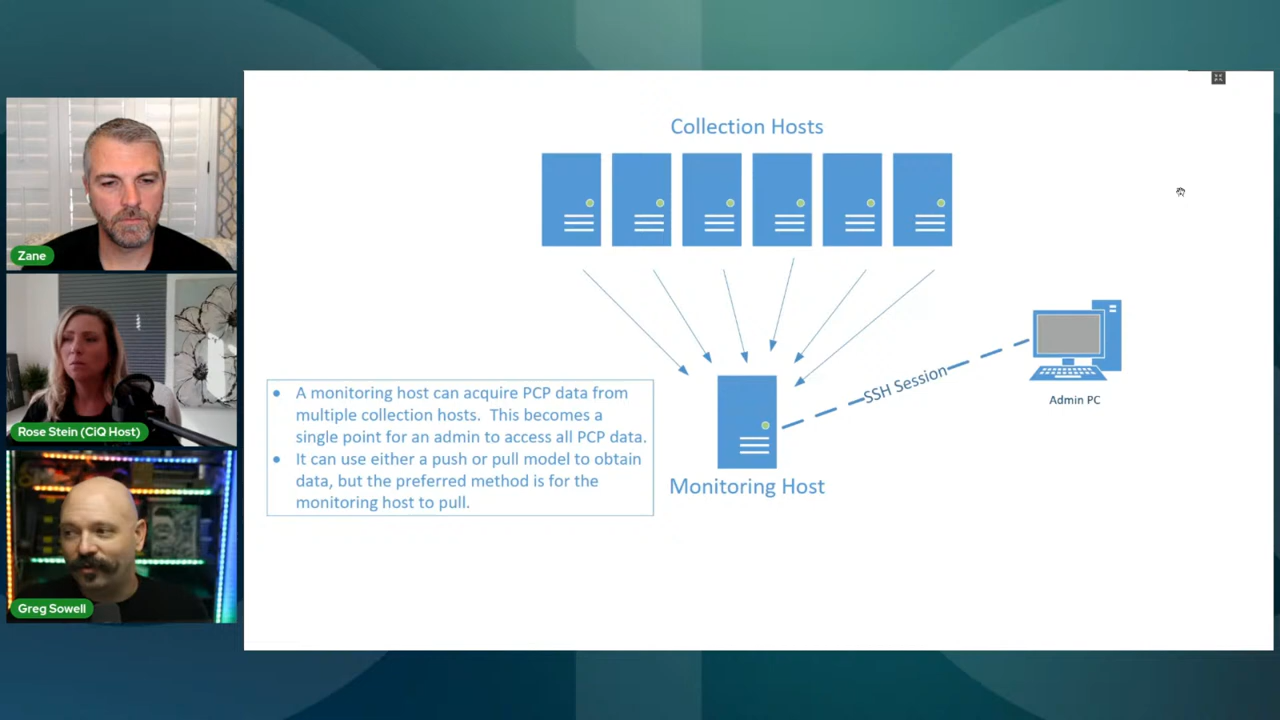 Collection Hosts
Zane
SSH Session
Admin PC
A monitoring host can acquire PCP data from
multiple collection hosts. This becomes a
single point for an admin to access all PCP data.
It can use either a push or pull model to obtain
data, but the preferred method is for the
monitoring host to pull.
Rose Stein (CiQ Host)
Monitoring Host
Greg Sowell